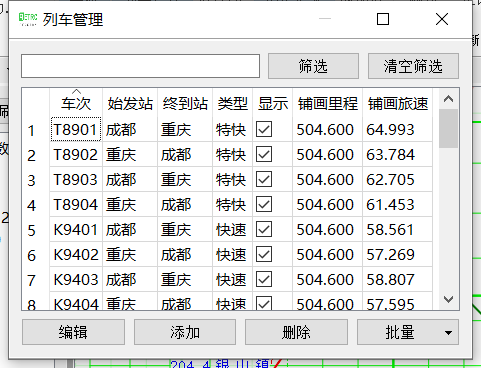 列车管理
筛选 清空筛选
车次 始发站 终到站 类型 显示 铺画里程 铺画旅速
1 T8901 成都 重庆 特快 504.600 64.993
2 T8902 重庆 成都 特快 504.600 63.784
3 T8903 成都 重庆 特快 504.600 62.705
4 T8904 重庆 成都 特快 504.600 61.453
5 K9401 成都 重庆 快速 504.600 58.561
6 K9402 重庆 成都 快速 504.600 57.269
7 K9403 成都 重庆 快速 504.600 58.807
8 K9404 重庆 成都 快速 504.600 57.595
编辑 添加 删除 批量
204.4 银山镇